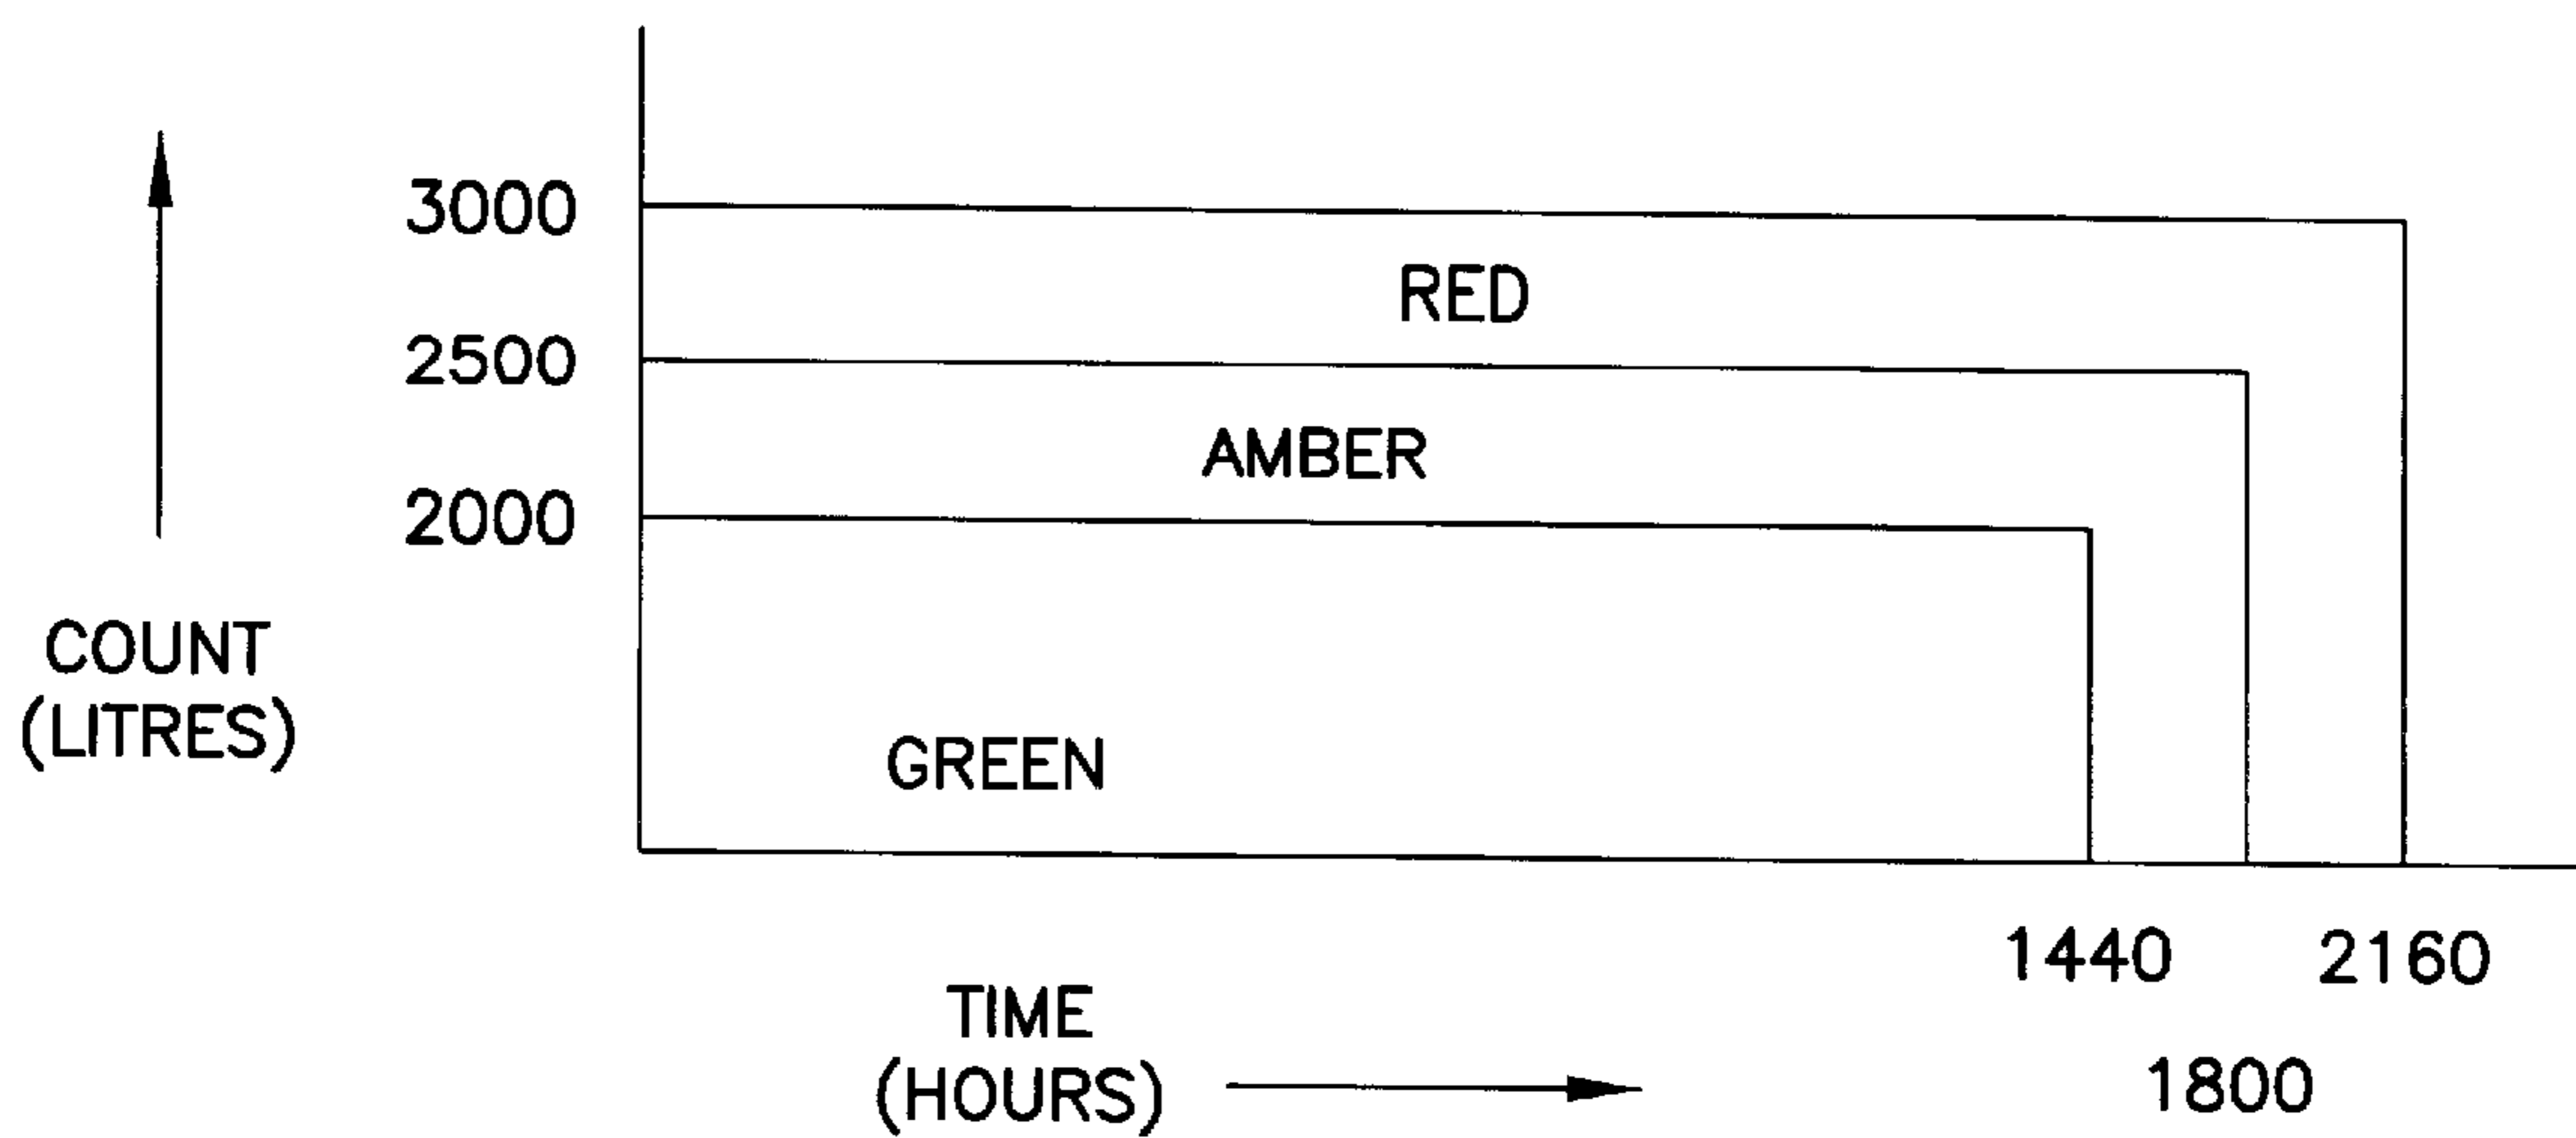 3000
RED
2500
AMBER
2000
COUNT
(LITRES)
GREEN
1440 2160
TIME
(HOURS)
1800